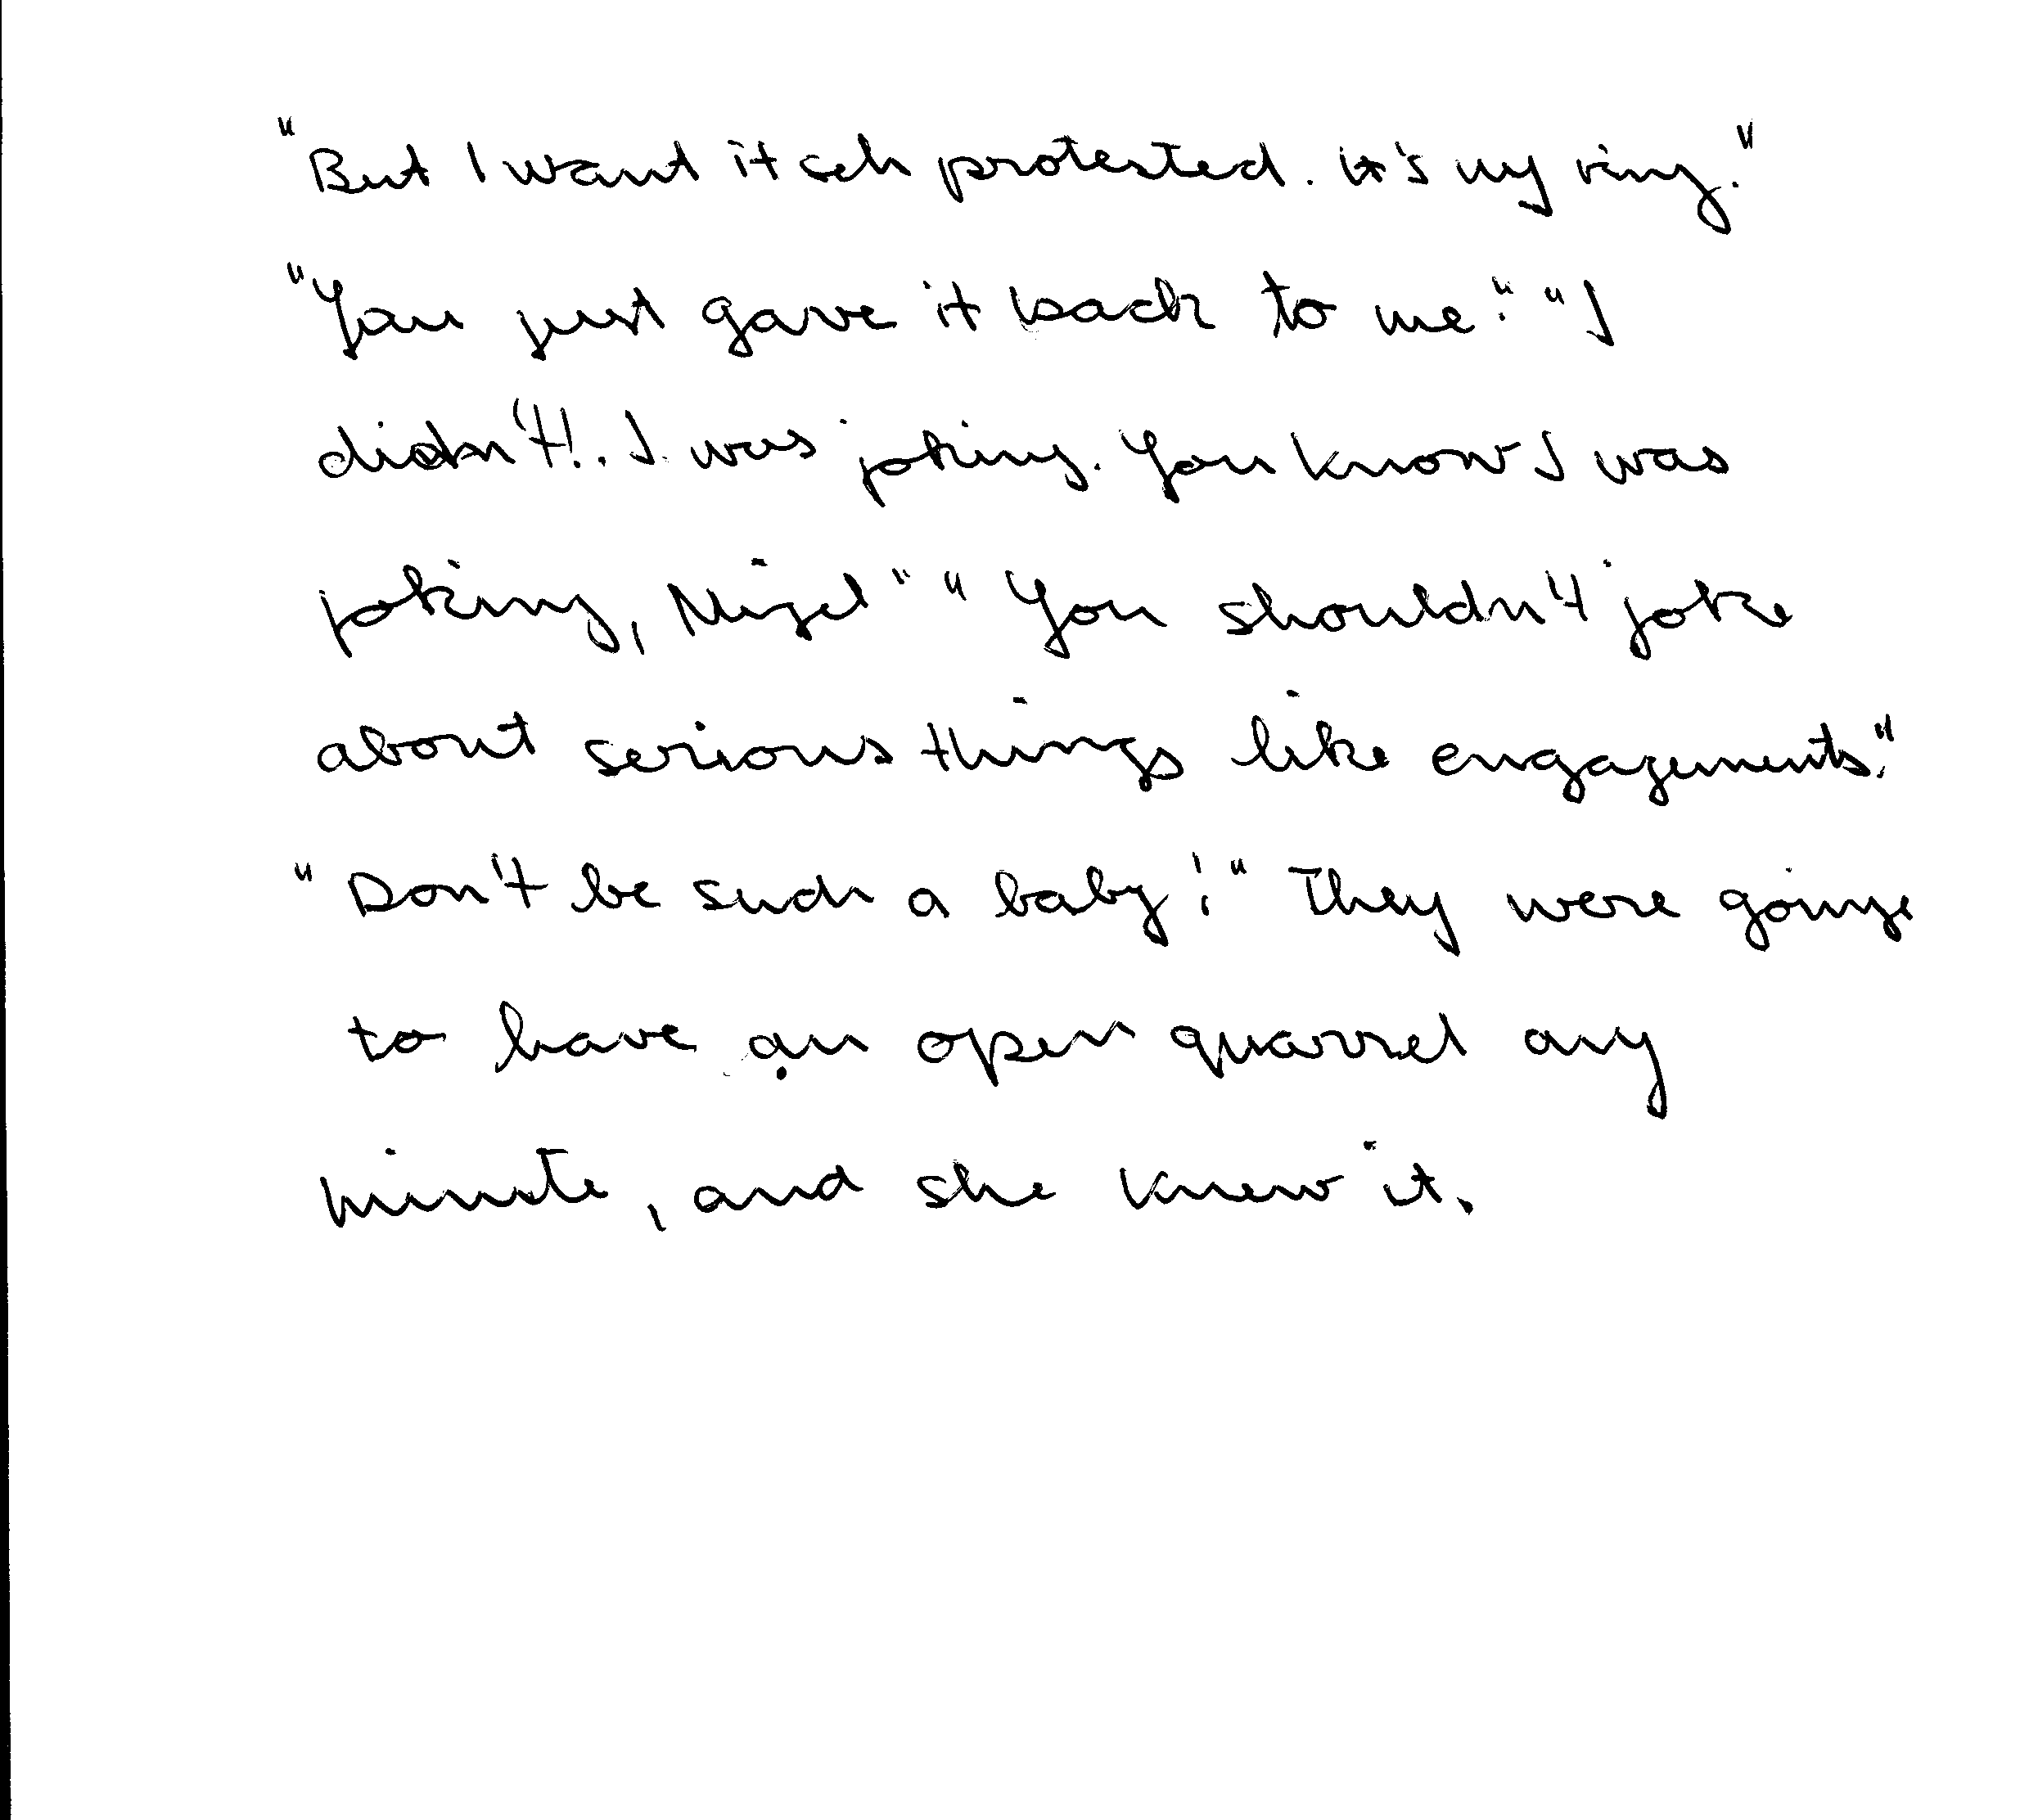 "But I want it seh protested. it's my ring."
"You just gave it back to me." "I
didn't!. I was joking. You know I was
joking, Nigel" "You shouldn't joke
about serious things like engagements."
"Don't be such a baby!" They were going
to have an open quarrel any
minute, and she knew it.